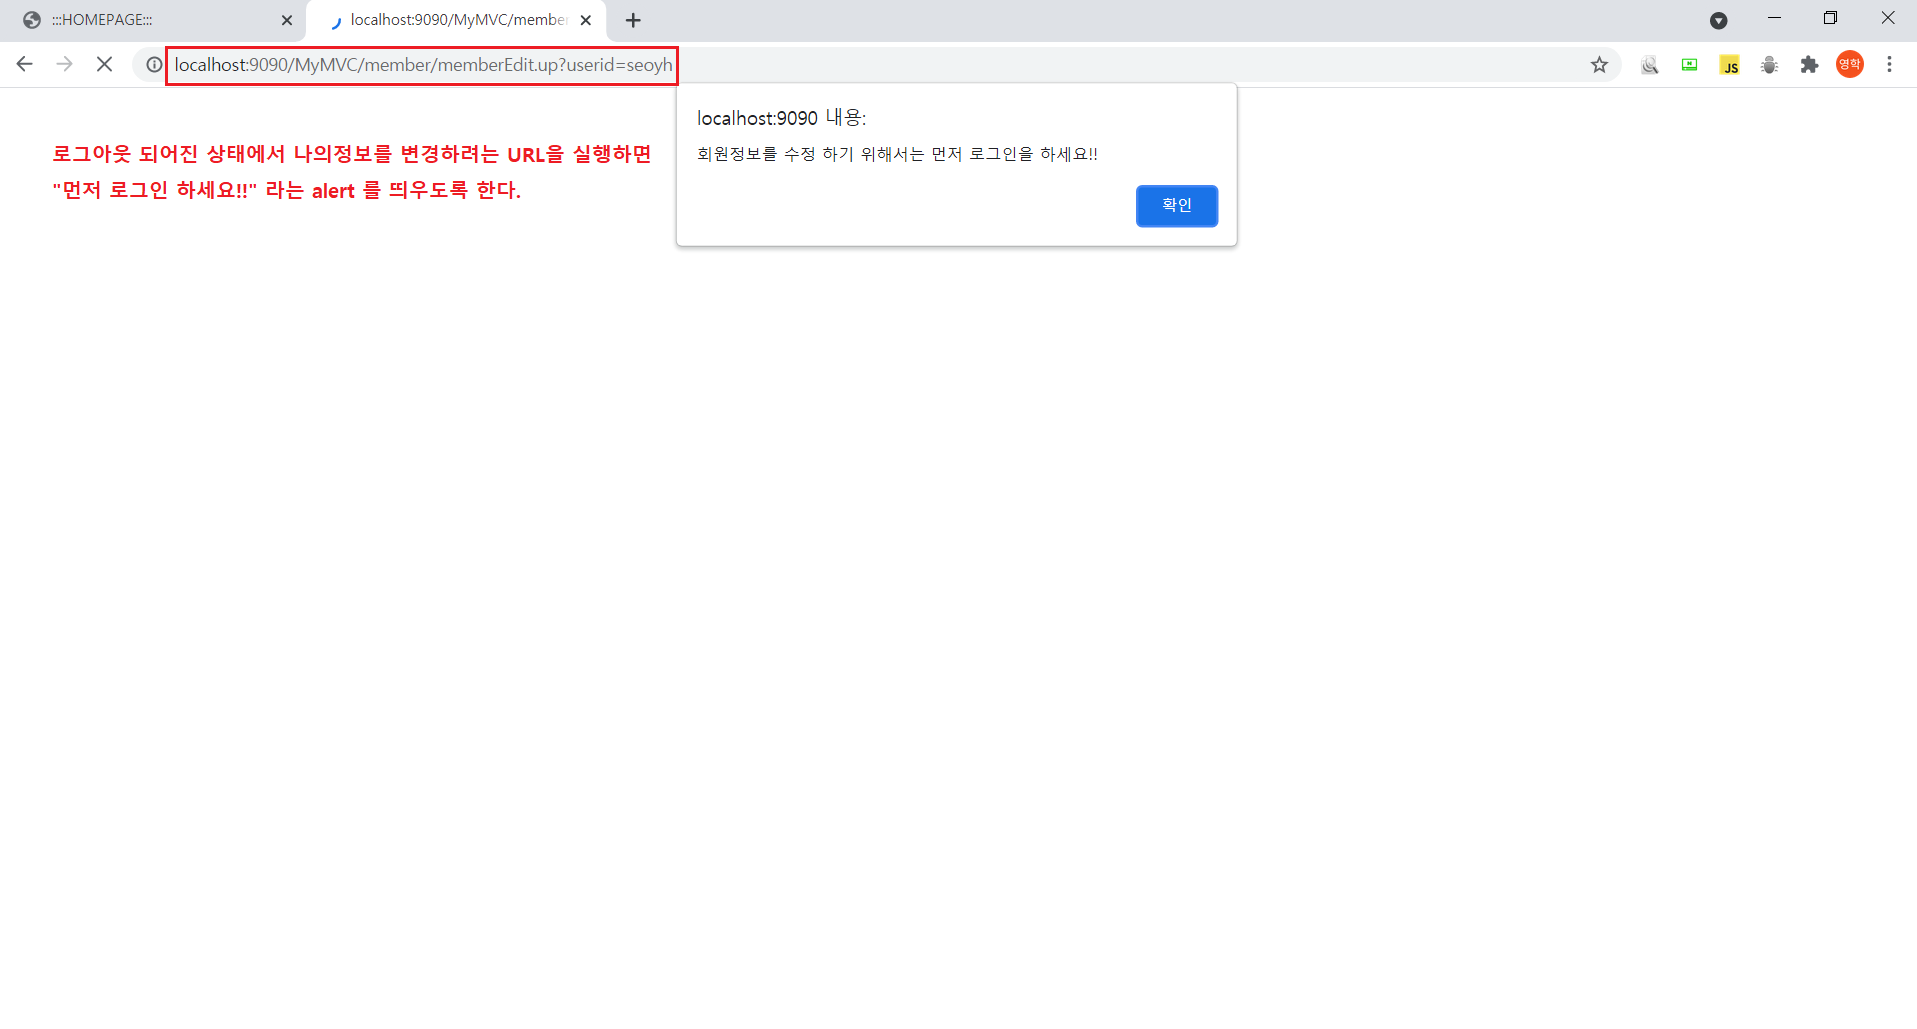 :::HOMEPAGE:::
localhost:9090/MyMVC/membe
localhost:9090/MyMVC/member/memberEdit.up?userid=seoyh
JS
영학
localhost:9090 내용:
회원정보를 수정 하기 위해서는 먼저 로그인을 하세요!!
확인
로그아웃 되어진 상태에서 나의정보를 변경하려는 URL을 실행하면
"먼저 로그인 하세요!!" 라는 alert 를 띄우도록 한다.